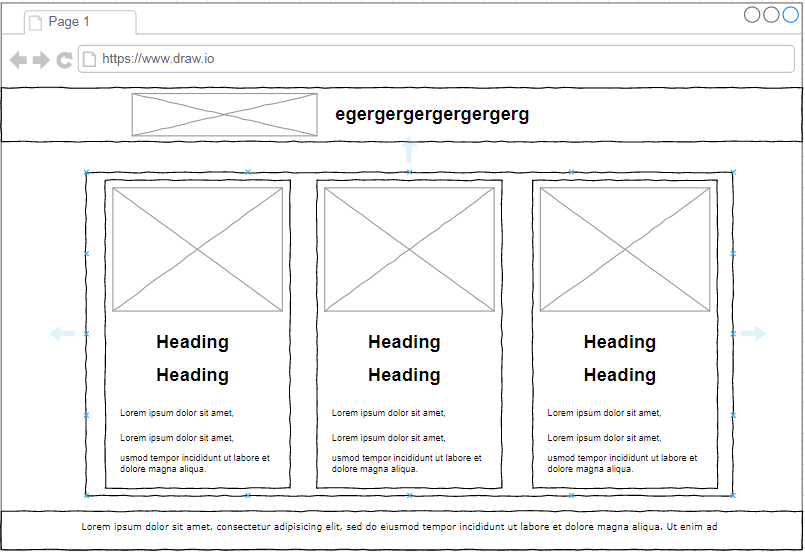 Page 1
https://www.draw.io
egergergergergergerg
Heading
Heading
Lorem ipsum dolor sit amet,
Lorem ipsum dolor sit amet,
usmod tempor incididunt ut labore et
dolore magna aliqua.
Heading
Heading
Lorem ipsum dolor sit amet,
Lorem ipsum dolor sit amet,
usmod tempor incididunt ut labore et
dolore magna aliqua.
Heading
Heading
Lorem ipsum dolor sit amet,
Lorem ipsum dolor sit amet,
usmod tempor incididunt ut labore et
dolore magna aliqua.
Lorem ipsum dolor sit amet, consectetur adipisicing elit, sed do eiusmod tempor incididunt ut labore et dolore magna aliqua. Ut enim ad